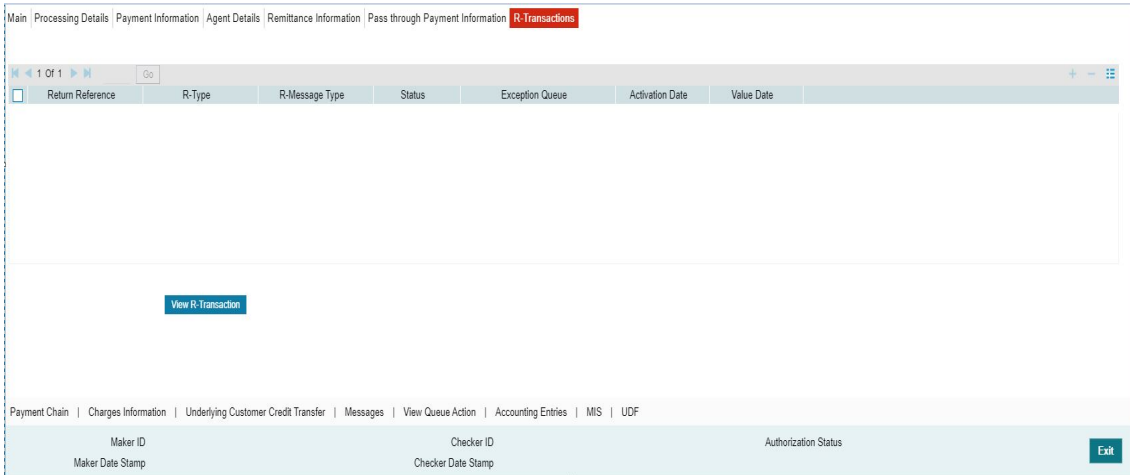 Main Processing Details Payment Information Agent Details Remittance Information Pass through Payment Information R-Transactions
1 Of 1 Go
Return Reference R-Type R-Message Type Status Exception Queue Activation Date Value Date
View R-Transaction
Payment Chain | Charges Information | Underlying Customer Credit Transfer | Messages | View Queue Action | Accounting Entries | MIS | UDF
Maker ID Checker ID Authorization Status
Maker Date Stamp Checker Date Stamp
Exit